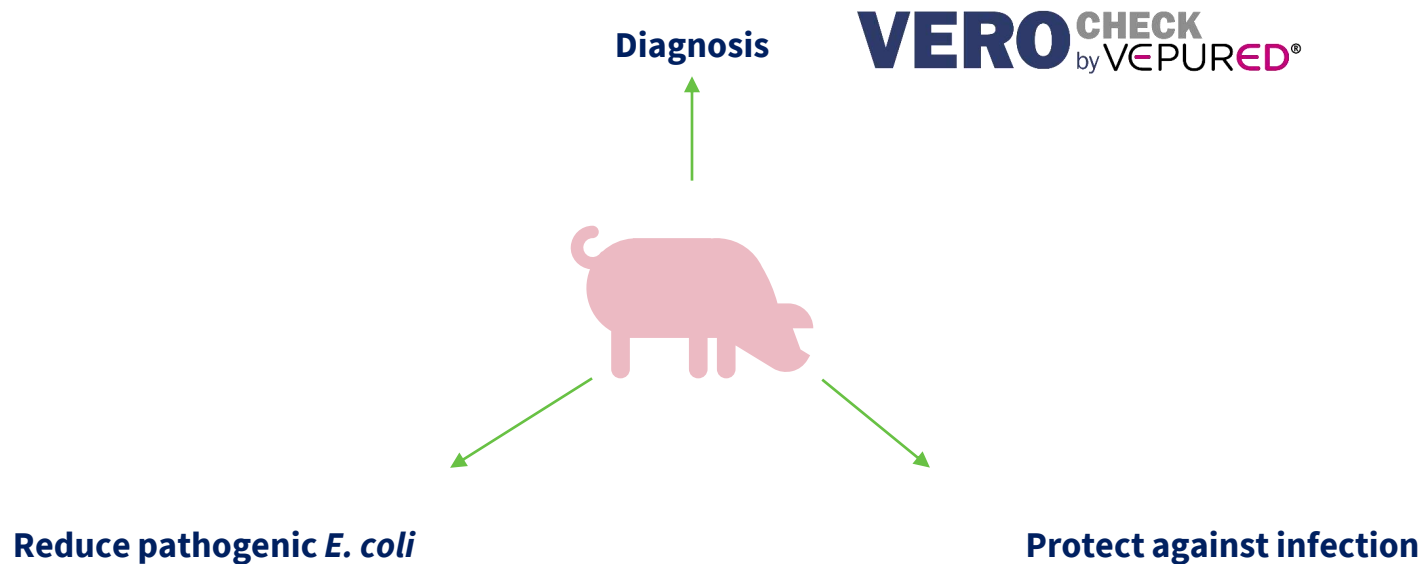 Diagnosis
VERO CHECK
by VEPURED®
Reduce pathogenic E. coli
Protect against infection